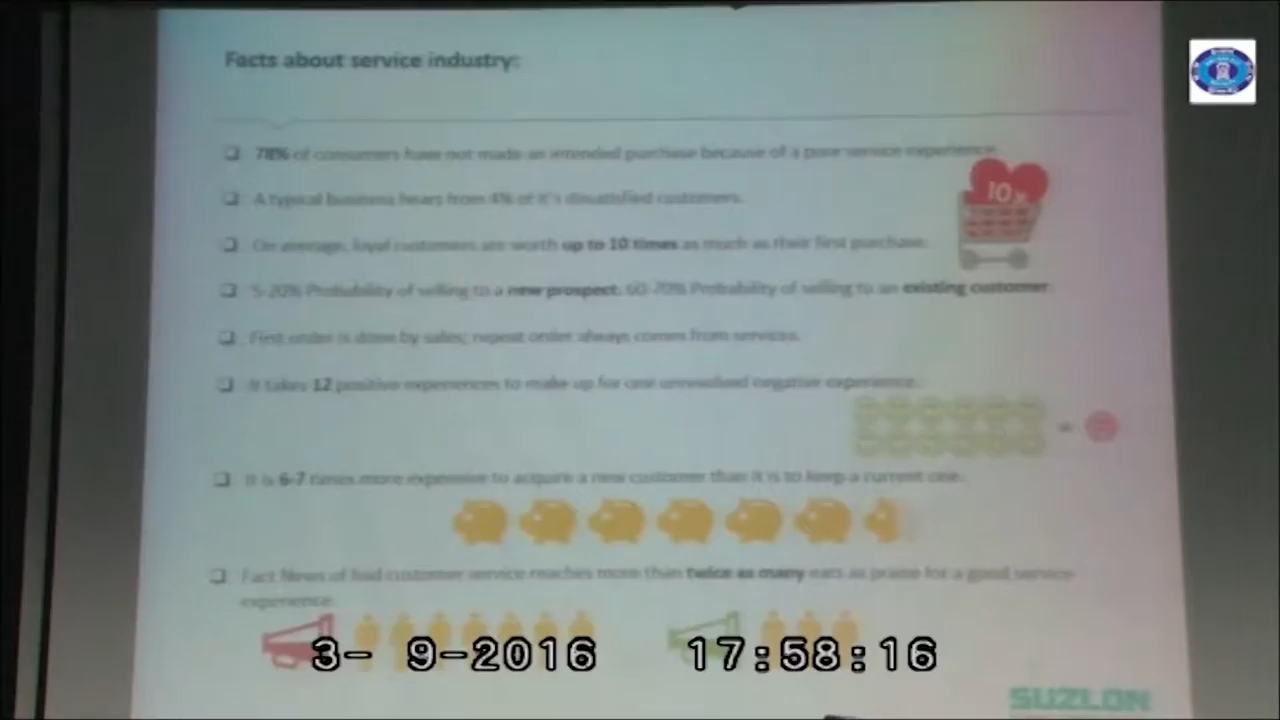 Facts about service industry:
78% of consumers have not made an intended purchase because of a poor service experience.
10x
A typical business hears from 4% of it's dissatisfied customers.
On average, loyal customers are worth up to 10 times as much as their first purchase.
5-20% Probability of selling to a new prospect. 60-70% Probability of selling to an existing customer
First order is done by sales; repeat order always comes from services.
It takes 12 positive experiences to make up for one unresolved negative experience.
=
It is 6-7 times more expensive to acquire a new customer than it is to keep a current one.
Fact News of bad customer service reaches more than twice as many ears as praise for a good service
experience
3- 9-2016 17:58:16
SUZLON